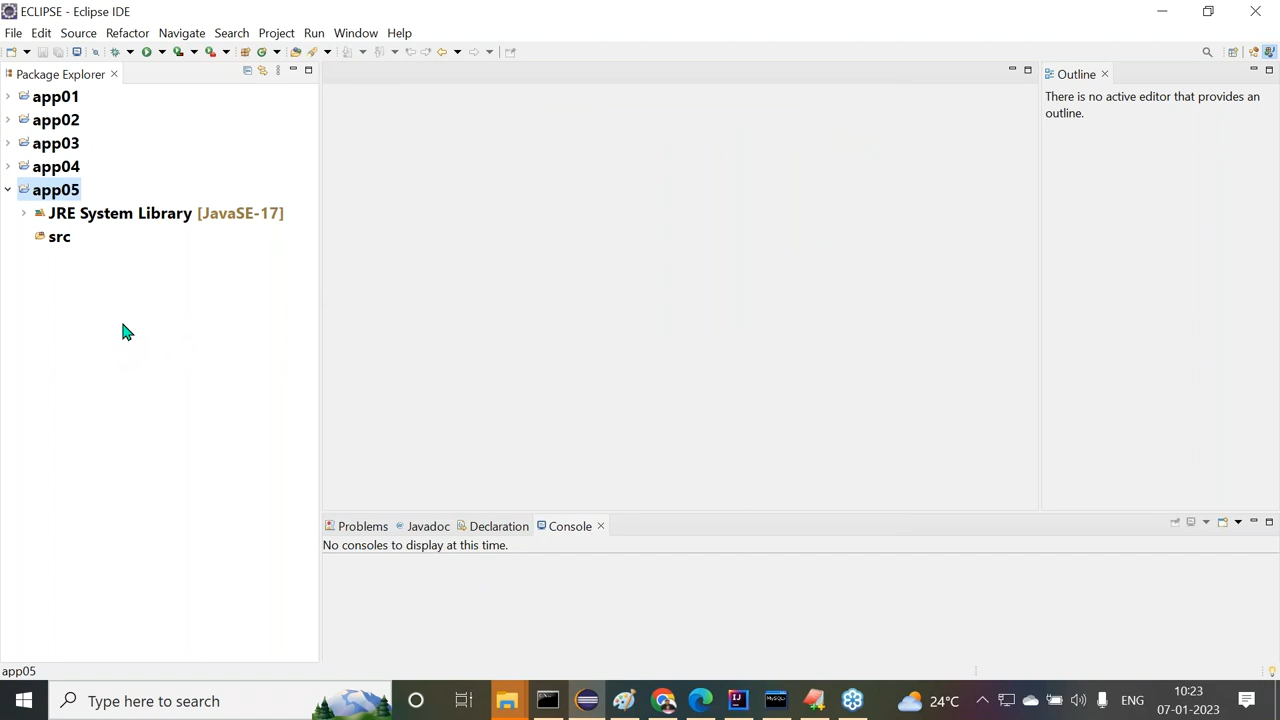 ECLIPSE - Eclipse IDE
File Edit Source Refactor Navigate Search Project Run Window Help
Package Explorer
app01
app02
app03
app04
app05
JRE System Library [JavaSE-17]
src
Outline
There is no active editor that provides an
outline.
Problems Javadoc Declaration Console
No consoles to display at this time.
app05
Type here to search
24°C
ENG
10:23
07-01-2023